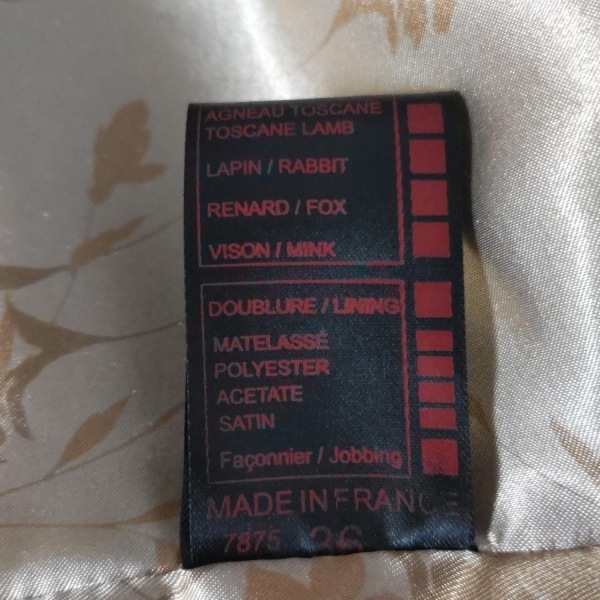 AGNEAU TOSCANE
TOSCANE LAMB
LAPIN / RABBIT
RENARD / FOX
VISON / MINK
DOUBLURE / LINING
MATELASSÉ
POLYESTER
ACETATE
SATIN
Façonnier / Jobbing
MADE IN FRANCE
7875 36